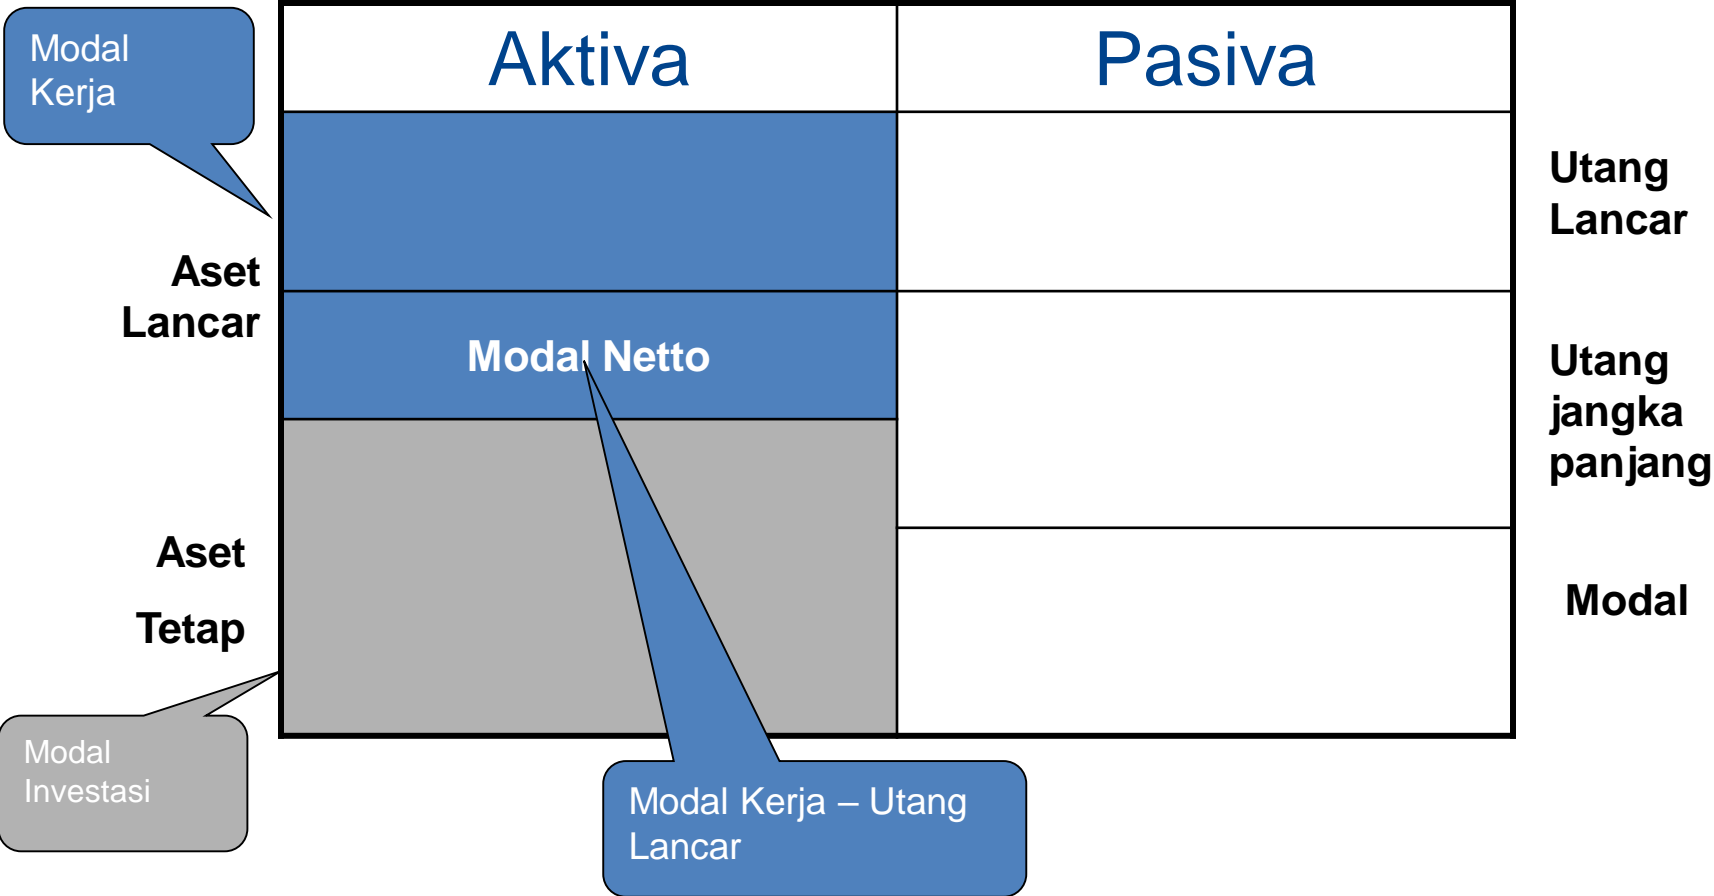 Modal
Kerja
Aktiva
Pasiva
Utang
Lancar
Aset
Lancar
Modal Netto
Utang
jangka
panjang
Aset
Tetap
Modal
Modal
Investasi
Modal Kerja – Utang
Lancar